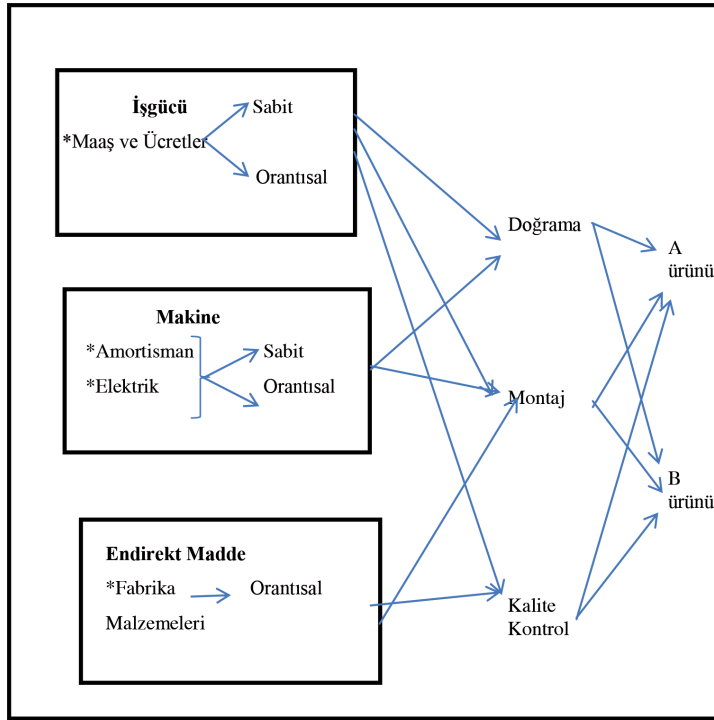 İşgücü
*Maaş ve Ücretler
Sabit
Orantısal
Makine
*Amortisman
*Elektrik
Sabit
Orantısal
Endirekt Madde
*Fabrika
Malzemeleri
Orantısal
Doğrama
Montaj
Kalite
Kontrol
A
ürünü
B
ürünü